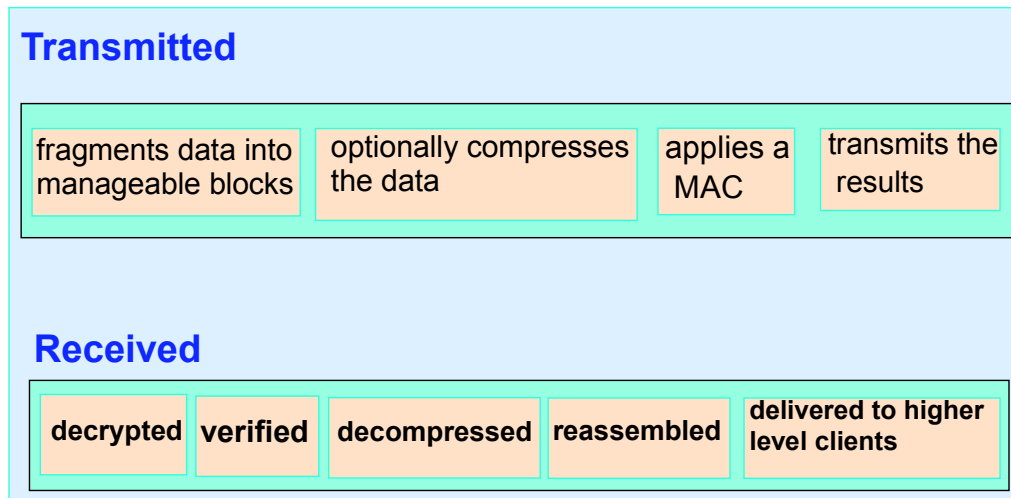 Transmitted
fragments data into
manageable blocks
optionally compresses
the data
applies a
MAC
transmits the
results
Received
decrypted
verified
decompressed
reassembled
delivered to higher
level clients